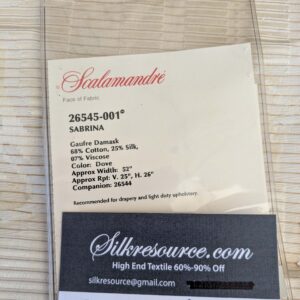 Scalamandré
Face of Fabric
26545-001®
SABRINA
Gaufre Damask
68% Cotton, 25% Silk,
07% Viscose
Color: Dove
Approx Width: 52"
Approx Rpl: V. 25", H. 26"
Companion: 26544
Recommended for drapery and light duty upholstery.
Silkresource.com
High End Textile 60%-90% Off
silkresource@gmail.com